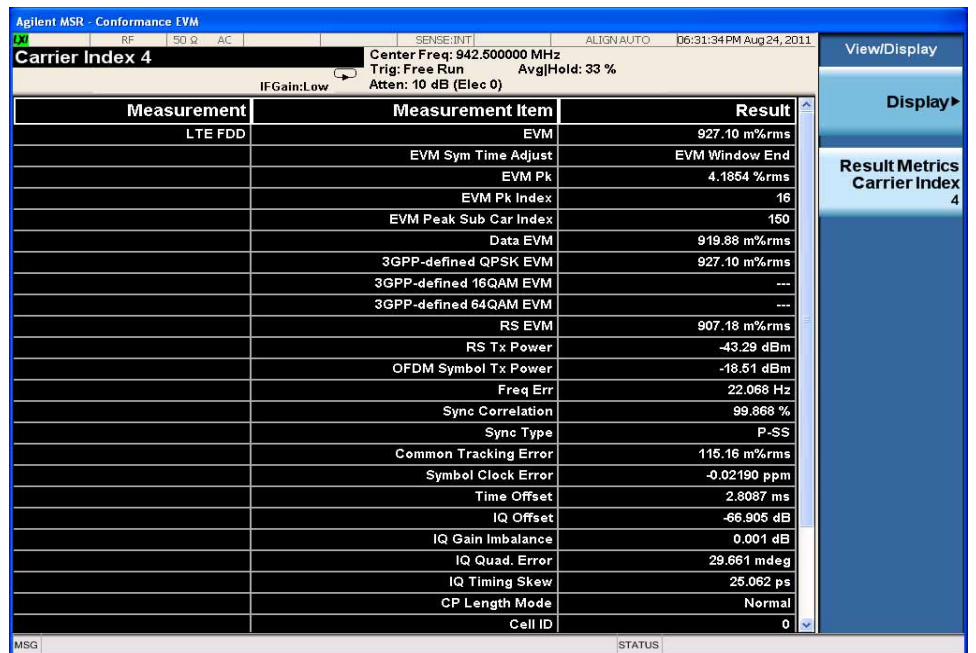 Agilent MSR - Conformance EVM
LXI RF 50 Ω AC SENSE:INT ALIGN AUTO 06:31:34 PM Aug 24, 2011
Carrier Index 4
Center Freq: 942.500000 MHz
Trig: Free Run Avg|Hold: 33 %
IFGain:Low Atten: 10 dB (Elec 0)
View/Display
Display
Result Metrics
Carrier Index
4
Measurement Measurement Item Result
LTE FDD EVM 927.10 m%rms
EVM Sym Time Adjust EVM Window End
EVM Pk 4.1854 %rms
EVM Pk Index 16
EVM Peak Sub Car Index 150
Data EVM 919.88 m%rms
3GPP-defined QPSK EVM 927.10 m%rms
3GPP-defined 16QAM EVM ---
3GPP-defined 64QAM EVM ---
RS EVM 907.18 m%rms
RS Tx Power -43.29 dBm
OFDM Symbol Tx Power -18.51 dBm
Freq Err 22.068 Hz
Sync Correlation 99.868 %
Sync Type P-SS
Common Tracking Error 115.16 m%rms
Symbol Clock Error -0.02190 ppm
Time Offset 2.8087 ms
IQ Offset -66.905 dB
IQ Gain Imbalance 0.001 dB
IQ Quad. Error 29.661 mdeg
IQ Timing Skew 25.062 ps
CP Length Mode Normal
Cell ID 0
MSG STATUS